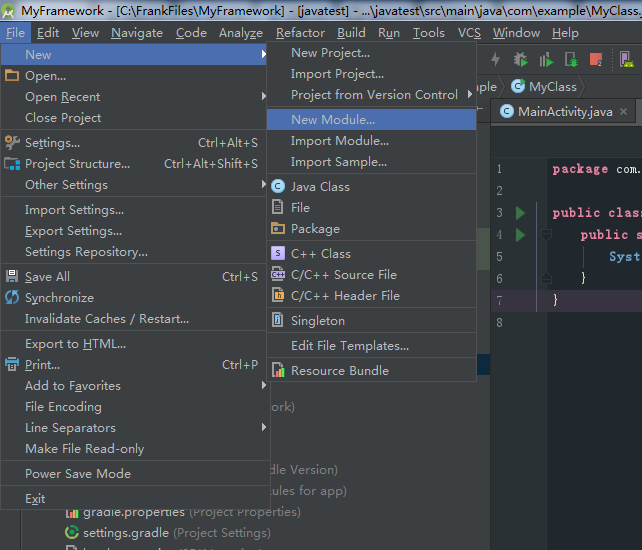 MyFramework - [C:\FrankFiles\MyFramework] - [javatest] - ...\javatest\src\main\java\com\example\MyClass.
File Edit View Navigate Code Analyze Refactor Build Run Tools VCS Window Help
New
Open...
Open Recent
Close Project
Settings... Ctrl+Alt+S
Project Structure... Ctrl+Alt+Shift+S
Other Settings
Import Settings...
Export Settings...
Settings Repository...
Save All Ctrl+S
Synchronize
Invalidate Caches / Restart...
Export to HTML...
Print... Ctrl+P
Add to Favorites
File Encoding
Line Separators
Make File Read-only
Power Save Mode
Exit
New Project...
Import Project...
Project from Version Control
New Module...
Import Module...
Import Sample...
Java Class
File
Package
C++ Class
C/C++ Source File
C/C++ Header File
Singleton
Edit File Templates...
Resource Bundle
ple MyClass
MainActivity.java
1 package com.
2
3 public clas
4 public s
5 Syst
6 }
7 }
8
ork)
dle Version)
ules for app)
gradle.properties (Project Properties)
settings.gradle (Project Settings)